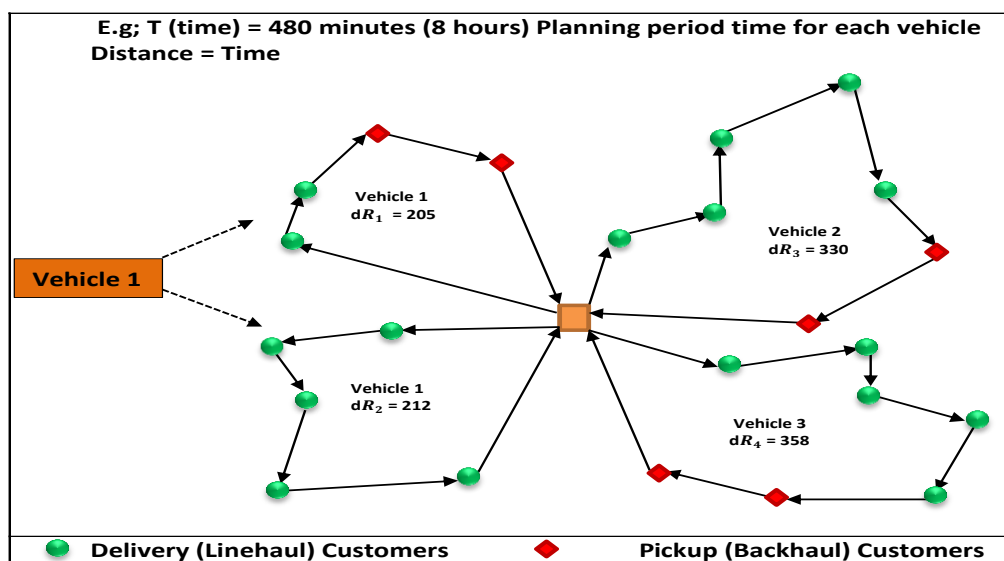 E.g; T (time) = 480 minutes (8 hours) Planning period time for each vehicle
Distance = Time
Vehicle 1
dR₁ = 205
Vehicle 2
dR₃ = 330
Vehicle 1
Vehicle 1
dR₂ = 212
Vehicle 3
dR₄ = 358
Delivery (Linehaul) Customers
Pickup (Backhaul) Customers